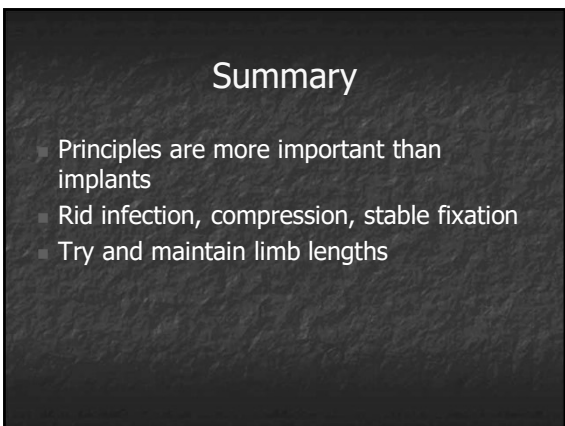 Summary
Principles are more important than
implants
Rid infection, compression, stable fixation
Try and maintain limb lengths